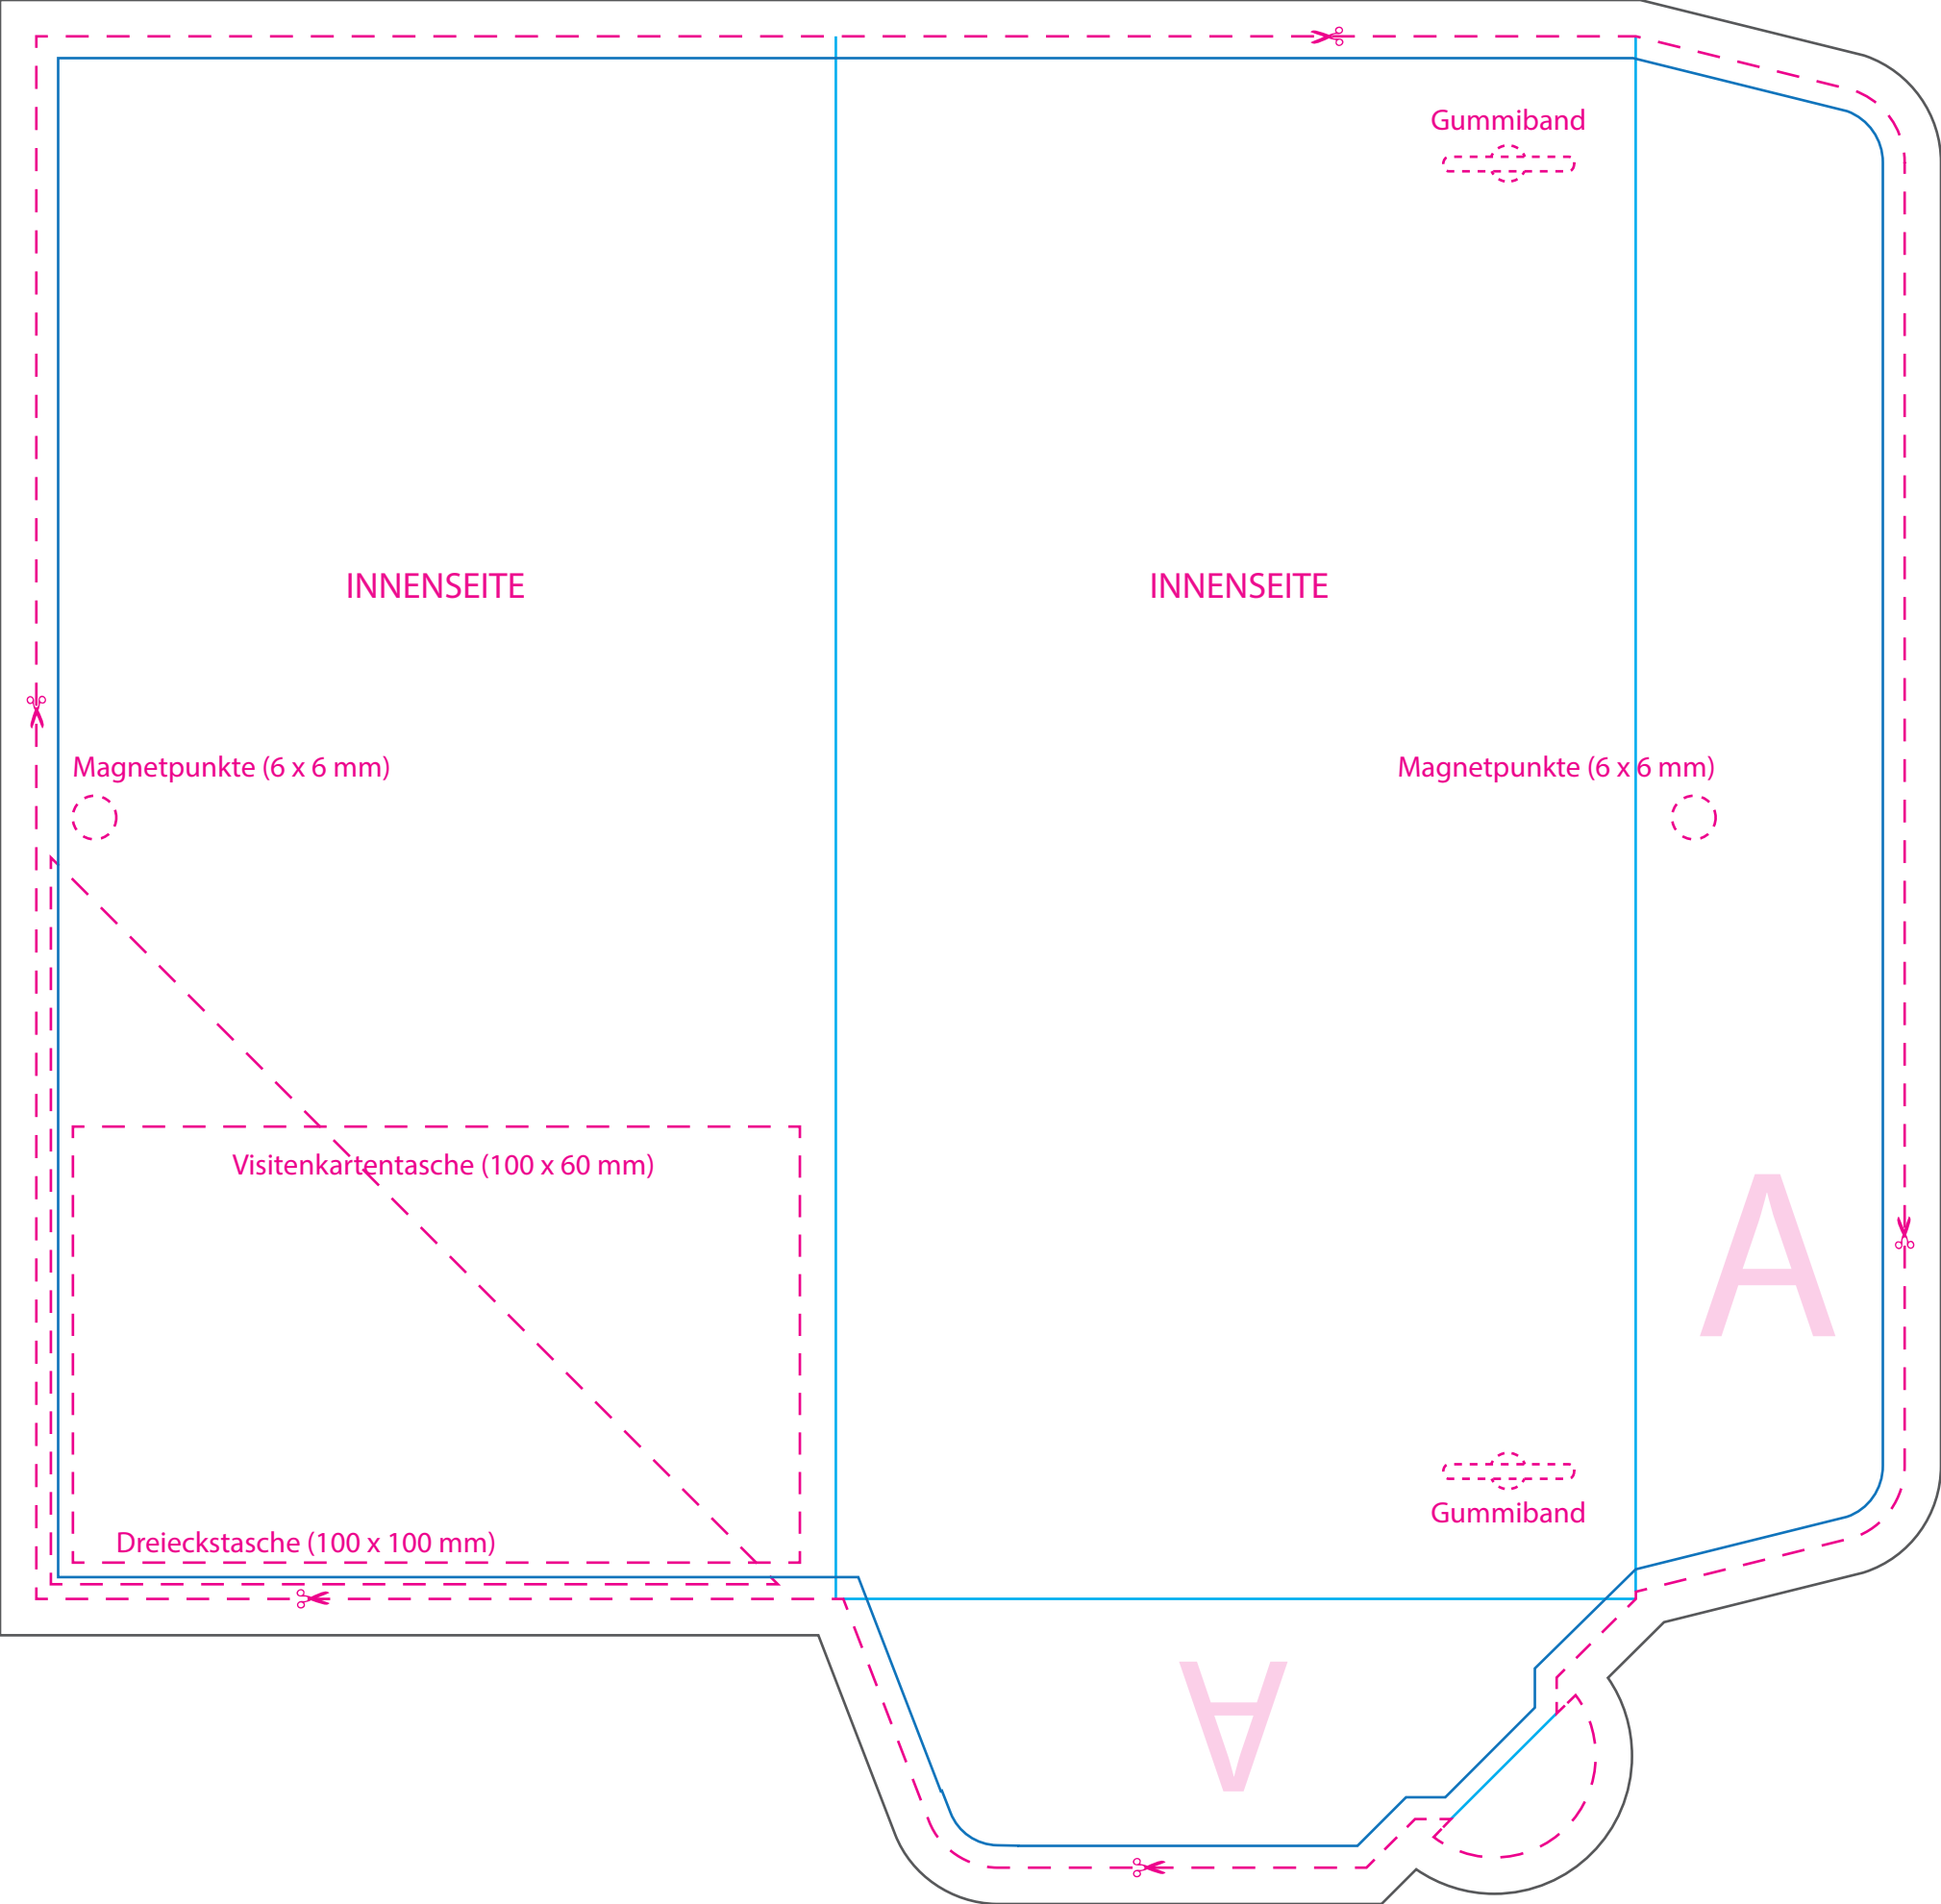 Gummiband
INNENSEITE
INNENSEITE
Magnetpunkte (6 x 6 mm)
Magnetpunkte (6 x 6 mm)
Visitenkartentasche (100 x 60 mm)
A
Gummiband
Dreieckstasche (100 x 100 mm)
A